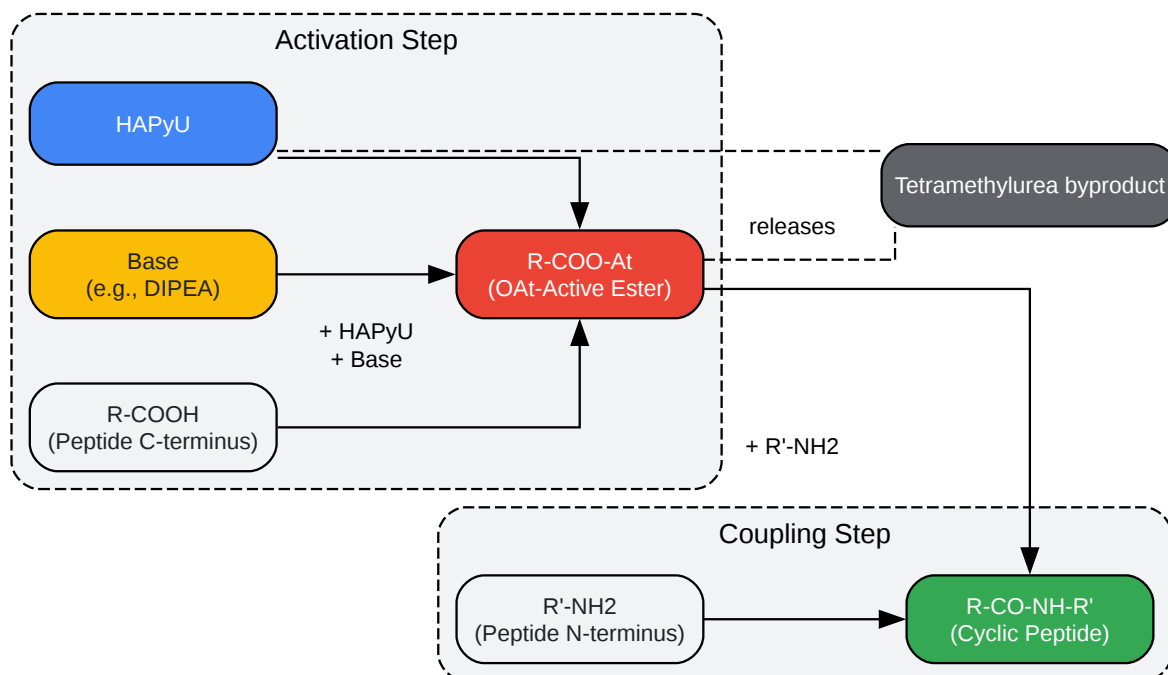 Activation Step
HAPyU
Tetramethylurea byproduct
releases
Base
(e.g., DIPEA)
R-COO-At
(OAt-Active Ester)
+ HAPyU
+ Base
R-COOH
(Peptide C-terminus)
+ R'-NH2
Coupling Step
R'-NH2
(Peptide N-terminus)
R-CO-NH-R'
(Cyclic Peptide)